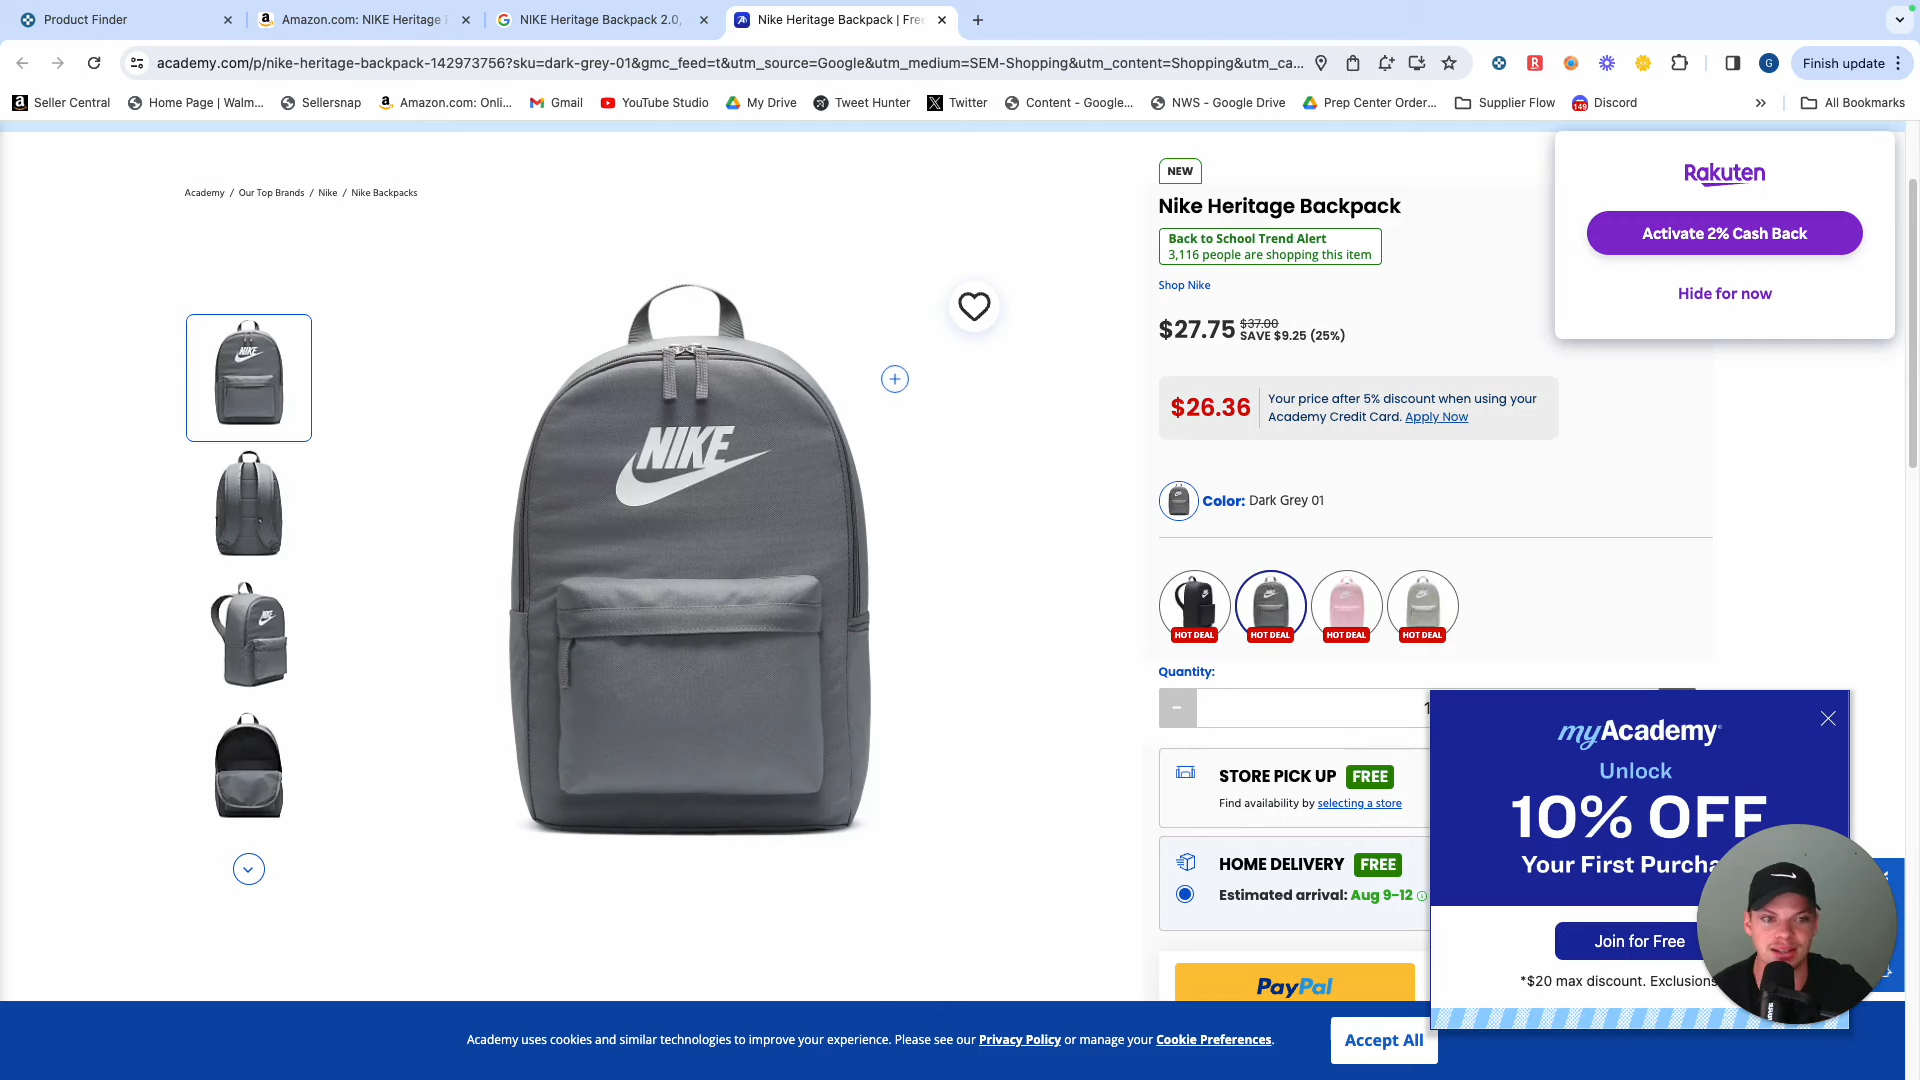 Product Finder
Amazon.com: NIKE Heritage
NIKE Heritage Backpack 2.0,
Nike Heritage Backpack | Free
academy.com/p/nike-heritage-backpack-142973756?sku=dark-grey-01&gmc_feed=t&utm_source=Google&utm_medium=SEM-Shopping&utm_content=Shopping&utm_ca...
G
Finish update
Seller Central
Home Page | Walm...
Sellersnap
Amazon.com: Onli...
Gmail
YouTube Studio
My Drive
Tweet Hunter
Twitter
Content - Google...
NWS - Google Drive
Prep Center Order...
Supplier Flow
149
Discord
All Bookmarks
Academy / Our Top Brands / Nike / Nike Backpacks
NEW
Nike Heritage Backpack
Back to School Trend Alert
3,116 people are shopping this item
Shop Nike
$27.75 $37.00
SAVE $9.25 (25%)
$26.36
Your price after 5% discount when using your
Academy Credit Card. Apply Now
Color: Dark Grey 01
HOT DEAL
HOT DEAL
HOT DEAL
HOT DEAL
Quantity:
1
STORE PICK UP FREE
Find availability by selecting a store
HOME DELIVERY FREE
Estimated arrival: Aug 9-12
PayPal
NIKE
NIKE
Rakuten
Activate 2% Cash Back
Hide for now
myAcademy
Unlock
10% OFF
Your First Purcha
Join for Free
*$20 max discount. Exclusions
Academy uses cookies and similar technologies to improve your experience. Please see our Privacy Policy or manage your Cookie Preferences.
Accept All